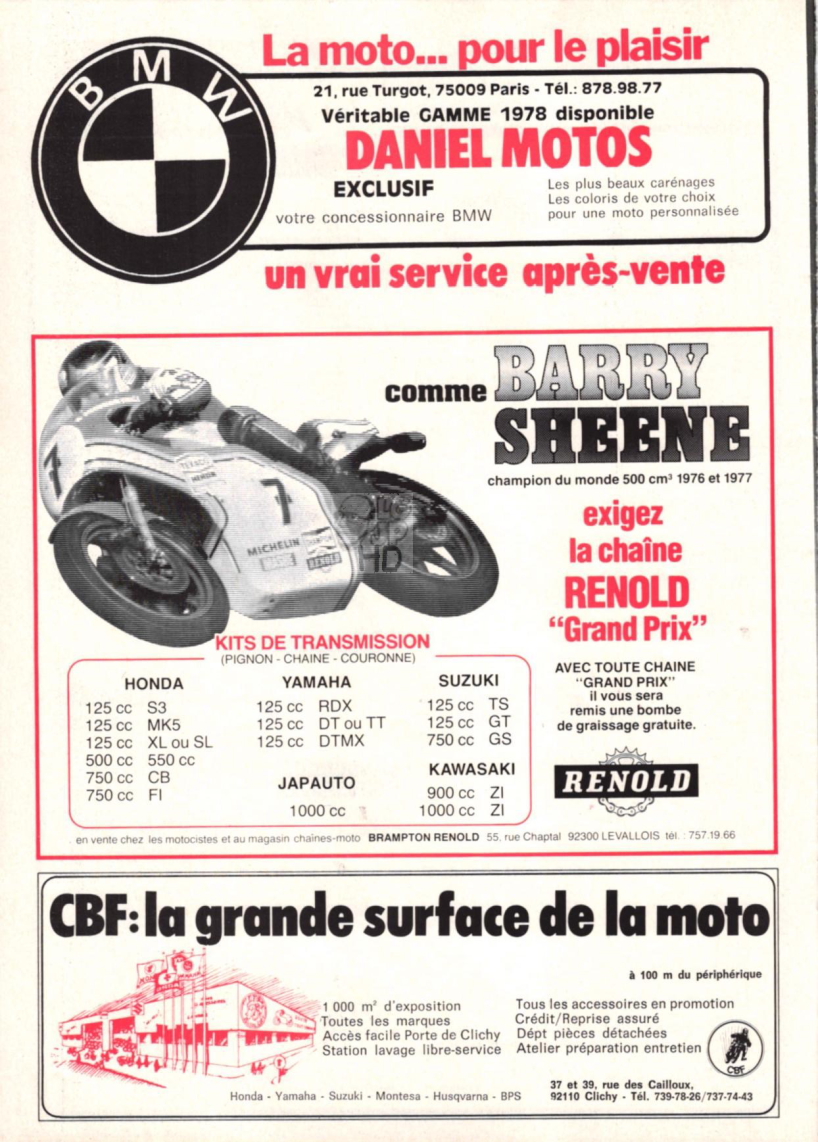 La moto... pour le plaisir
BMW
21, rue Turgot, 75009 Paris - Tél.: 878.98.77
Véritable GAMME 1978 disponible
DANIEL MOTOS
EXCLUSIF
votre concessionnaire BMW
Les plus beaux carénages
Les coloris de votre choix
pour une moto personnalisée
un vrai service après-vente
comme BARRY
SHEENE
champion du monde 500 cm³ 1976 et 1977
7
TEXACO
HERON
7
MICHELIN
CHAMPION
RENOLD
HD
exigez
la chaîne
RENOLD
"Grand Prix"
AVEC TOUTE CHAINE
"GRAND PRIX"
il vous sera
remis une bombe
de graissage gratuite.
RENOLD
KITS DE TRANSMISSION
(PIGNON - CHAINE - COURONNE)
HONDA
125 cc S3
125 cc MK5
125 cc XL ou SL
500 cc 550 cc
750 cc CB
750 cc FI
YAMAHA
125 cc RDX
125 cc DT ou TT
125 cc DTMX
JAPAUTO
1000 cc
SUZUKI
125 cc TS
125 cc GT
750 cc GS
KAWASAKI
900 cc ZI
1000 cc ZI
en vente chez les motocistes et au magasin chaînes-moto BRAMPTON RENOLD 55, rue Chaptal 92300 LEVALLOIS tél. : 757.19.66
CBF: la grande surface de la moto
à 100 m du périphérique
1 000 m² d'exposition
Toutes les marques
Accès facile Porte de Clichy
Station lavage libre-service
Tous les accessoires en promotion
Crédit/Reprise assuré
Dépt pièces détachées
Atelier préparation entretien
CBF
Honda - Yamaha - Suzuki - Montesa - Husqvarna - BPS
37 et 39, rue des Cailloux,
92110 Clichy - Tél. 739-78-26/737-74-43